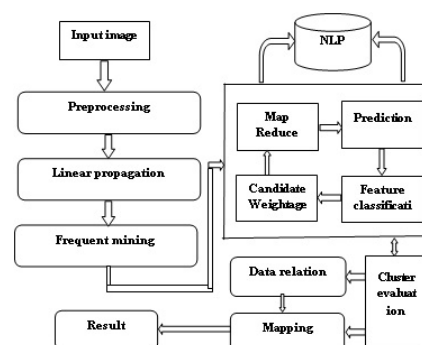 Input image
NLP
Preprocessing
Map
Reduce
Prediction
Linear propagation
Candidate
Weightage
Feature
classificati
Frequent mining
Data relation
Cluster
evaluat
ion
Result
Mapping